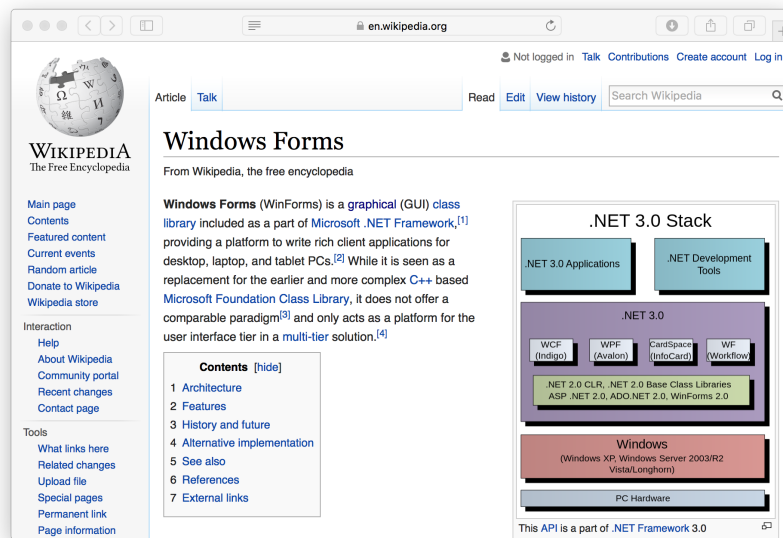 en.wikipedia.org
Not logged in Talk Contributions Create account Log in
Article Talk Read Edit View history Search Wikipedia
Ω W И 維
WIKIPEDIA
The Free Encyclopedia
Main page
Contents
Featured content
Current events
Random article
Donate to Wikipedia
Wikipedia store
Interaction
Help
About Wikipedia
Community portal
Recent changes
Contact page
Tools
What links here
Related changes
Upload file
Special pages
Permanent link
Page information
Windows Forms
From Wikipedia, the free encyclopedia
Windows Forms (WinForms) is a graphical (GUI) class
library included as a part of Microsoft .NET Framework,[1]
providing a platform to write rich client applications for
desktop, laptop, and tablet PCs.[2] While it is seen as a
replacement for the earlier and more complex C++ based
Microsoft Foundation Class Library, it does not offer a
comparable paradigm[3] and only acts as a platform for the
user interface tier in a multi-tier solution.[4]
Contents [hide]
1 Architecture
2 Features
3 History and future
4 Alternative implementation
5 See also
6 References
7 External links
.NET 3.0 Stack
.NET 3.0 Applications
.NET Development
Tools
.NET 3.0
WCF
(Indigo)
WPF
(Avalon)
CardSpace
(InfoCard)
WF
(Workflow)
.NET 2.0 CLR, .NET 2.0 Base Class Libraries
ASP .NET 2.0, ADO.NET 2.0, WinForms 2.0
Windows
(Windows XP, Windows Server 2003/R2
Vista/Longhorn)
PC Hardware
This API is a part of .NET Framework 3.0